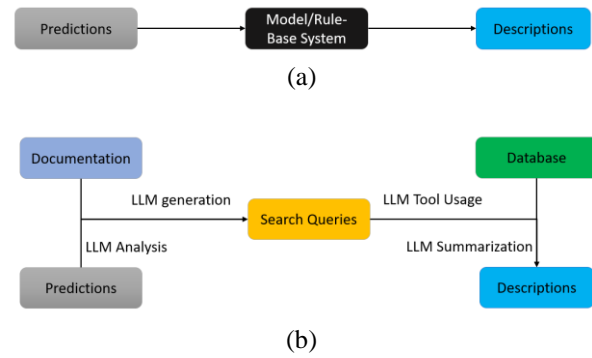 Predictions
Model/Rule-
Base System
Descriptions
(a)
Documentation
Database
LLM generation
Search Queries
LLM Tool Usage
LLM Analysis
LLM Summarization
Predictions
Descriptions
(b)